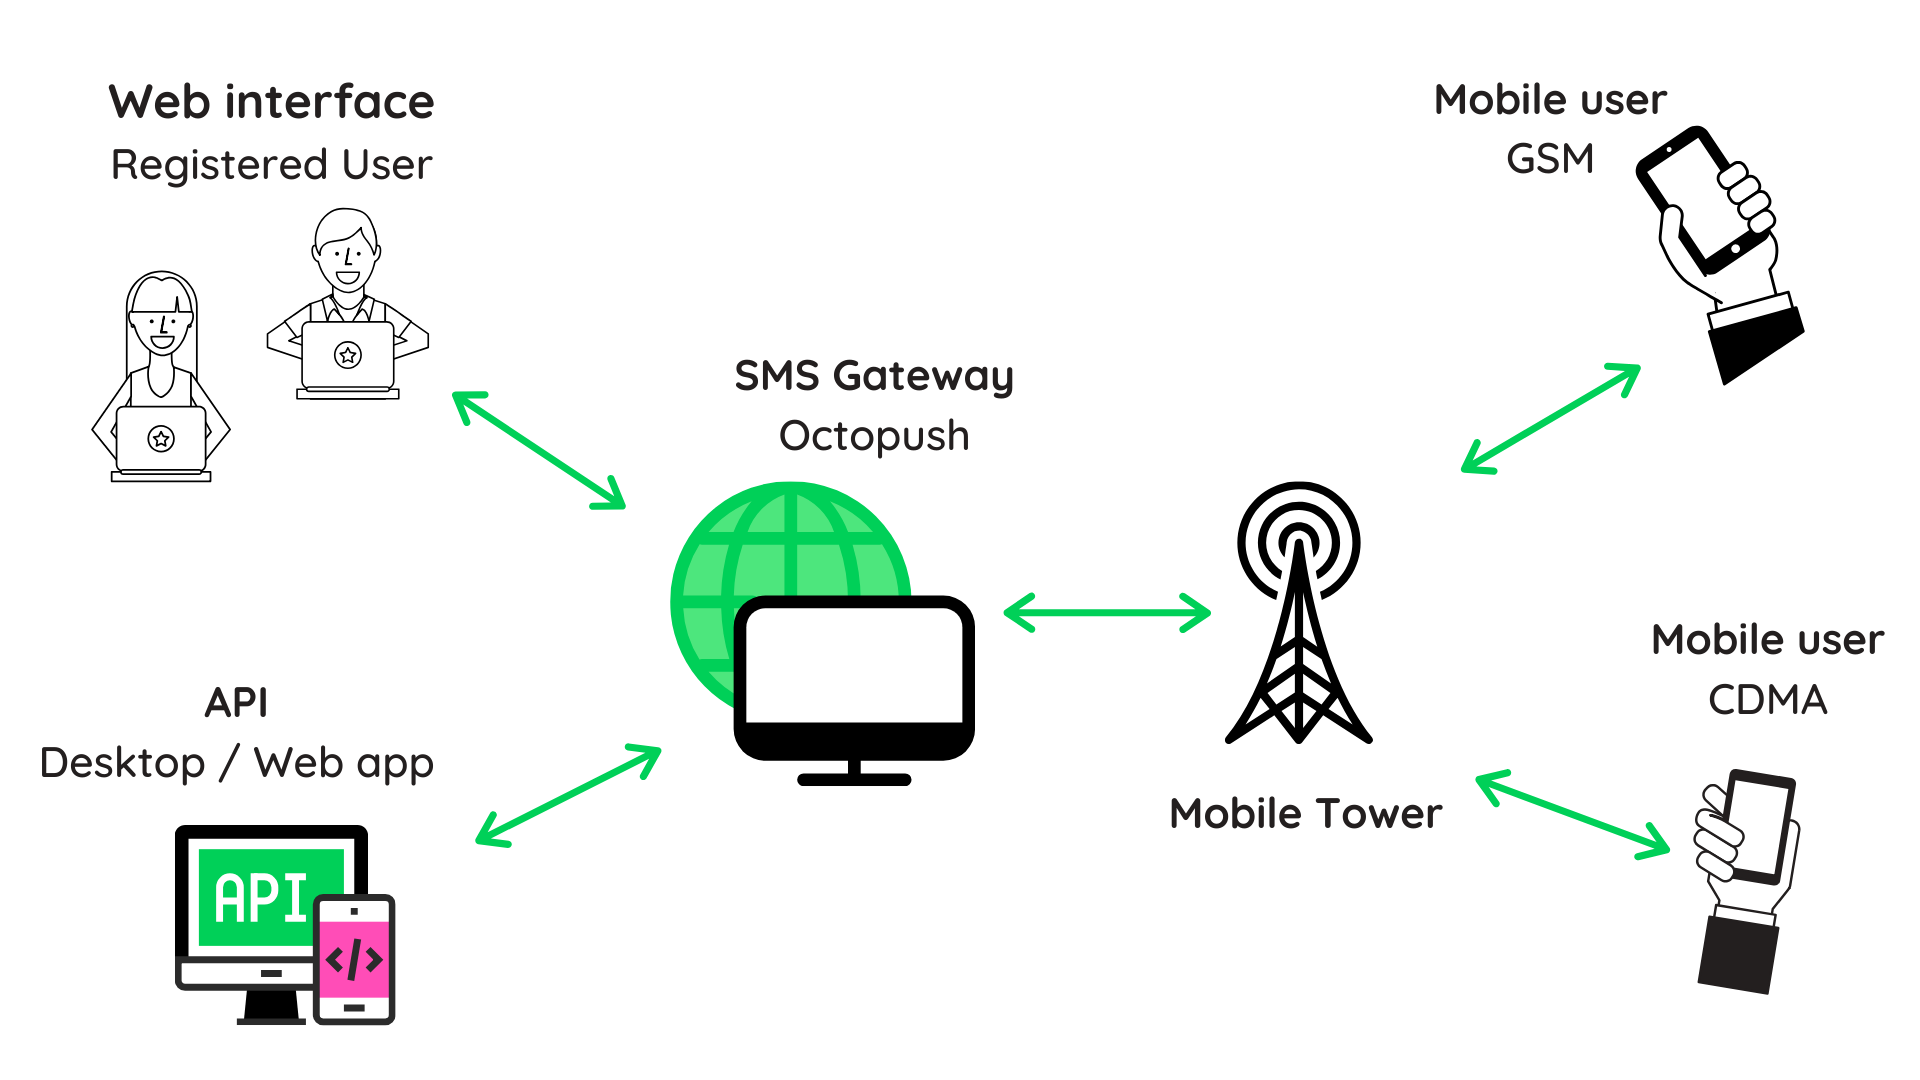 Web interface
Registered User
Mobile user
GSM
SMS Gateway
Octopush
Mobile user
CDMA
API
Desktop / Web app
Mobile Tower
API
</>